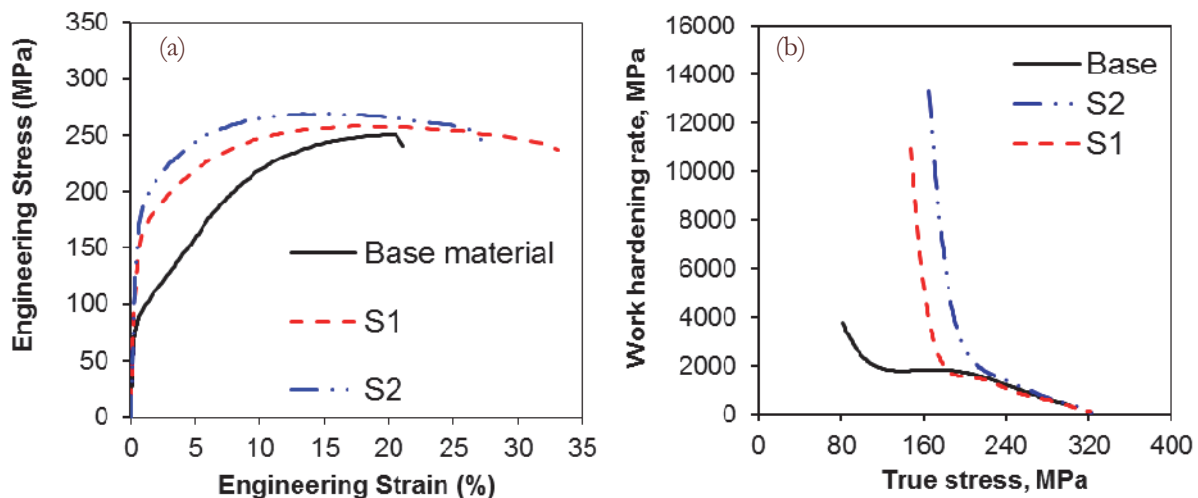 (a)
Engineering Stress (MPa)
350
300
250
200
150
100
50
0
0 5 10 15 20 25 30 35
Engineering Strain (%)
Base material
S1
S2
(b)
Work hardening rate, MPa
16000
14000
12000
10000
8000
6000
4000
2000
0
0 80 160 240 320 400
True stress, MPa
Base
S2
S1